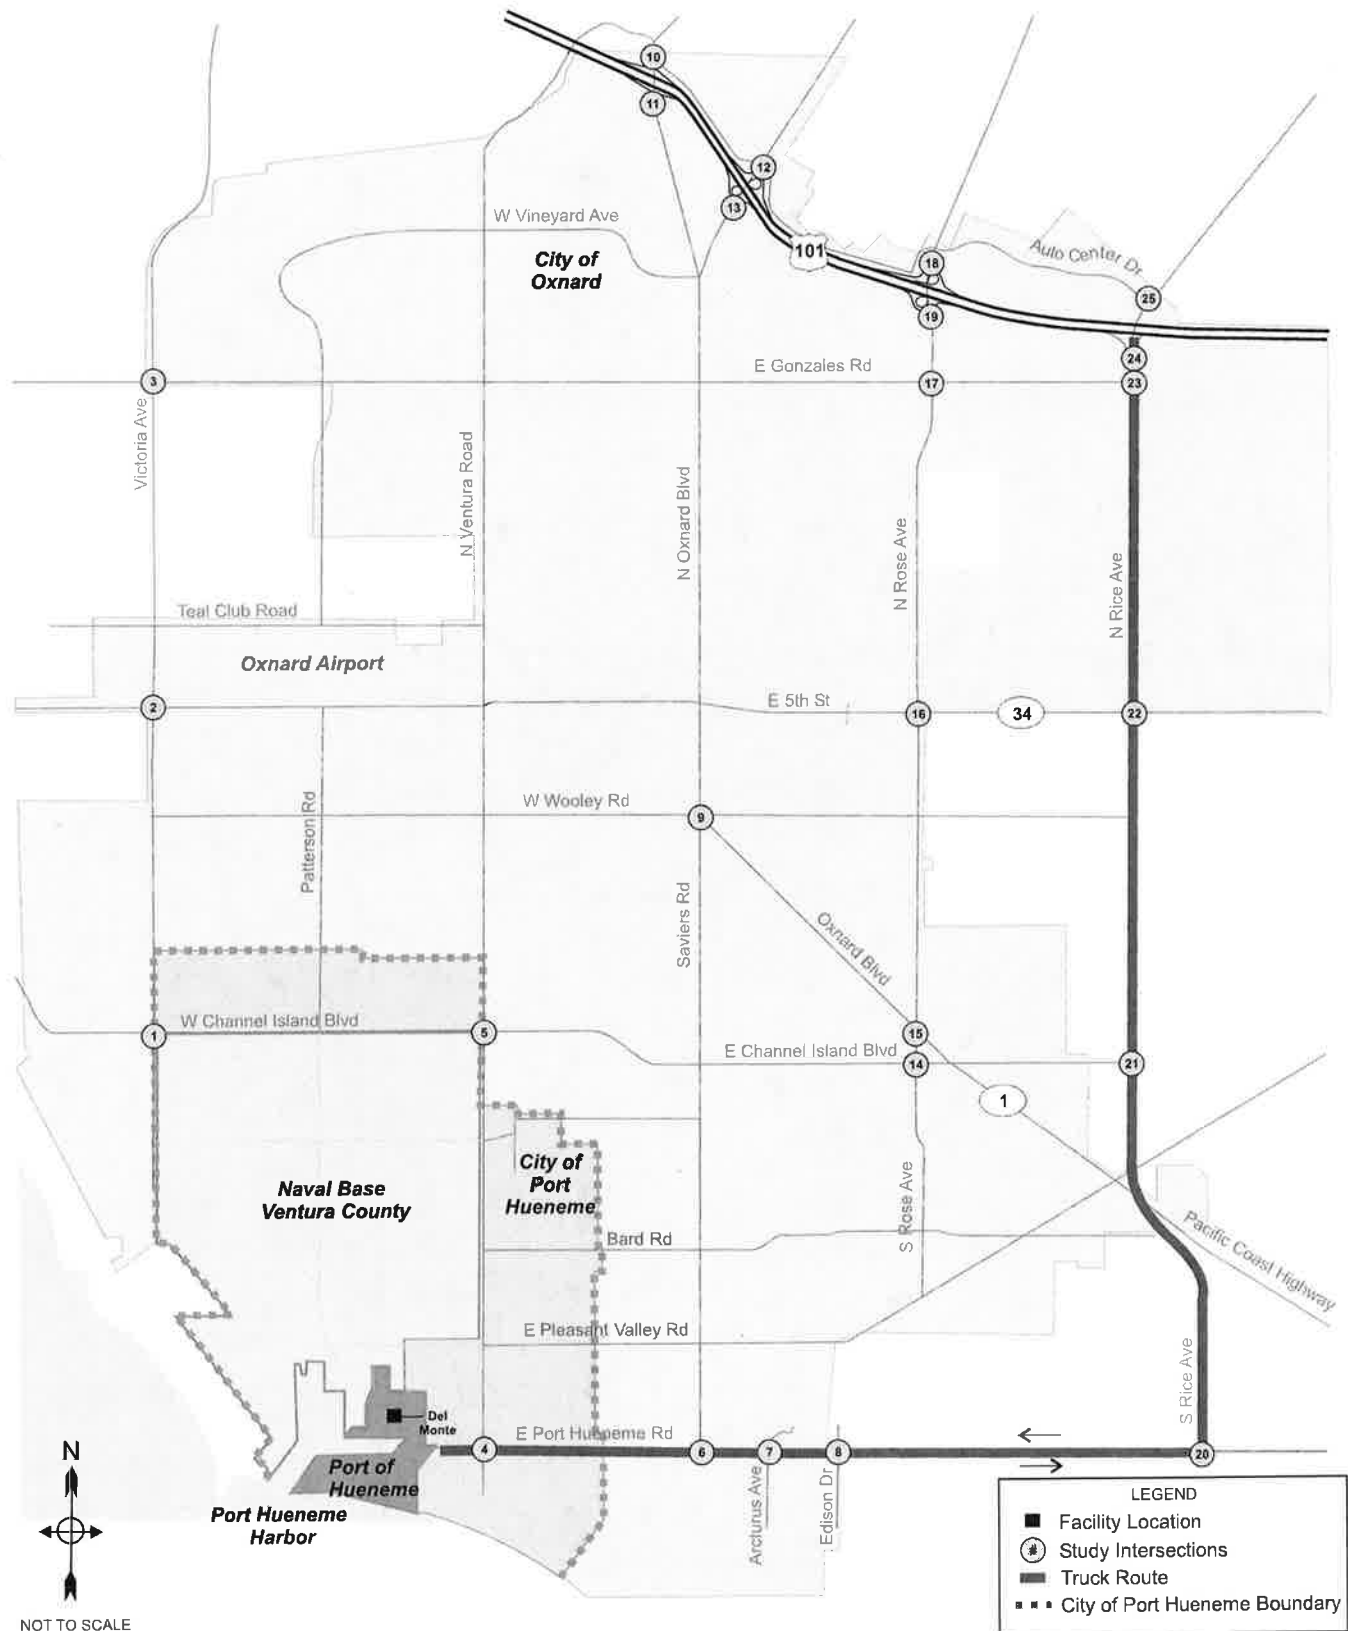 10
11
12
13
W Vineyard Ave
City of
Oxnard
101
18
Auto Center Dr
25
19
24
3
E Gonzales Rd
17
23
Victoria Ave
N Ventura Road
N Oxnard Blvd
N Rose Ave
N Rice Ave
Teal Club Road
Oxnard Airport
2
E 5th St
16
34
22
W Wooley Rd
9
Patterson Rd
Saviers Rd
Oxnard Blvd
1
W Channel Island Blvd
5
15
E Channel Island Blvd
14
21
1
City of
Port
Hueneme
Naval Base
Ventura County
S Rose Ave
Bard Rd
Pacific Coast Highway
E Pleasant Valley Rd
S Rice Ave
Del
Monte
E Port Hueneme Rd
4
6
7
8
20
Port of
Hueneme
Port Hueneme
Harbor
Arcturus Ave
Edison Dr
N
NOT TO SCALE
LEGEND
Facility Location
# Study Intersections
Truck Route
City of Port Hueneme Boundary